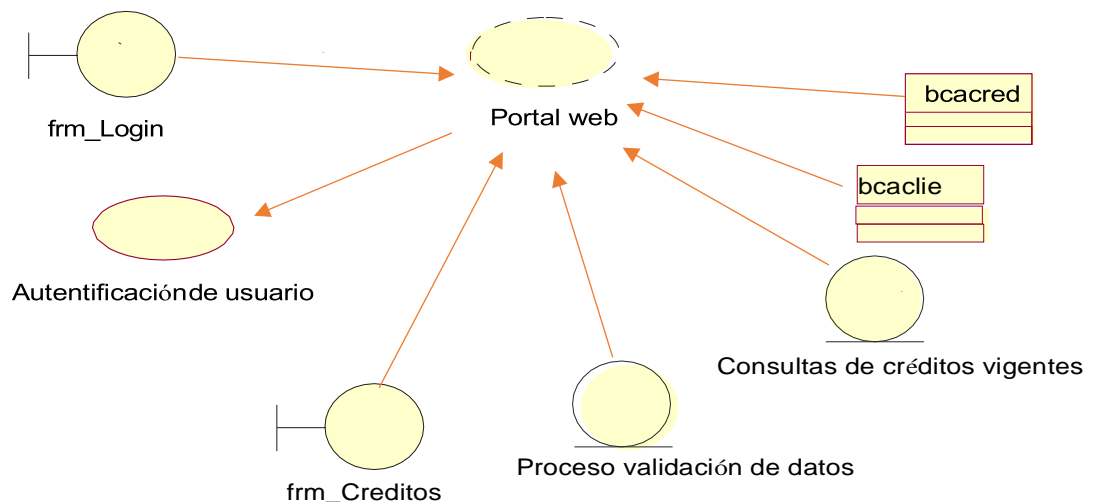 bcacred
Portal web
frm_Login
bcaclie
Autentificaciónde usuario
Consultas de créditos vigentes
Proceso validación de datos
frm_Creditos